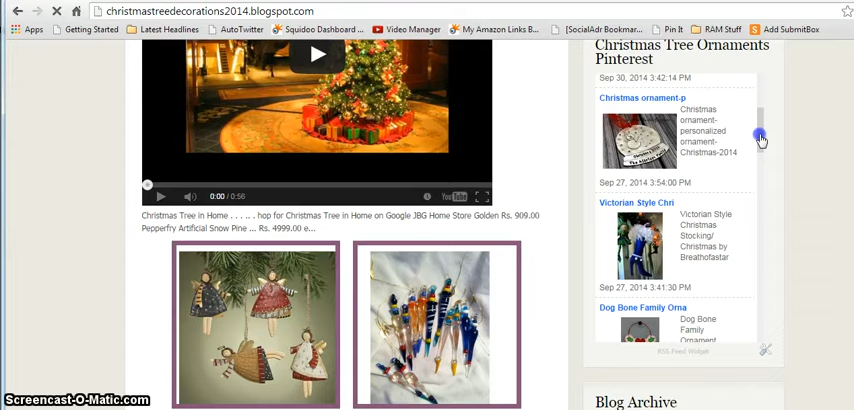 christmastreedecorations2014.blogspot.com
Apps Getting Started Latest Headlines AutoTwitter Squidoo Dashboard ... Video Manager My Amazon Links B... [SocialAdr Bookmar... Pin It RAM Stuff Add SubmitBox
0:00 / 0:56 YouTube
Christmas Tree in Home . . . . .. hop for Christmas Tree in Home on Google JBG Home Store Golden Rs. 909.00
Pepperfry Artificial Snow Pine ... Rs. 4999.00 e...
Christmas Tree Ornaments
Pinterest
Sep 30, 2014 3:42:14 PM
Christmas ornament-p
Christmas
ornament-
personalized
ornament-
Christmas-2014
Sep 27, 2014 3:54:00 PM
Victorian Style Chri
Victorian Style
Christmas
Stocking/
Christmas by
Breathofastar
Sep 27, 2014 3:41:30 PM
Dog Bone Family Orna
Dog Bone
Family
Ornament
RSS Feed Widget
Blog Archive
Screencast-O-Matic.com